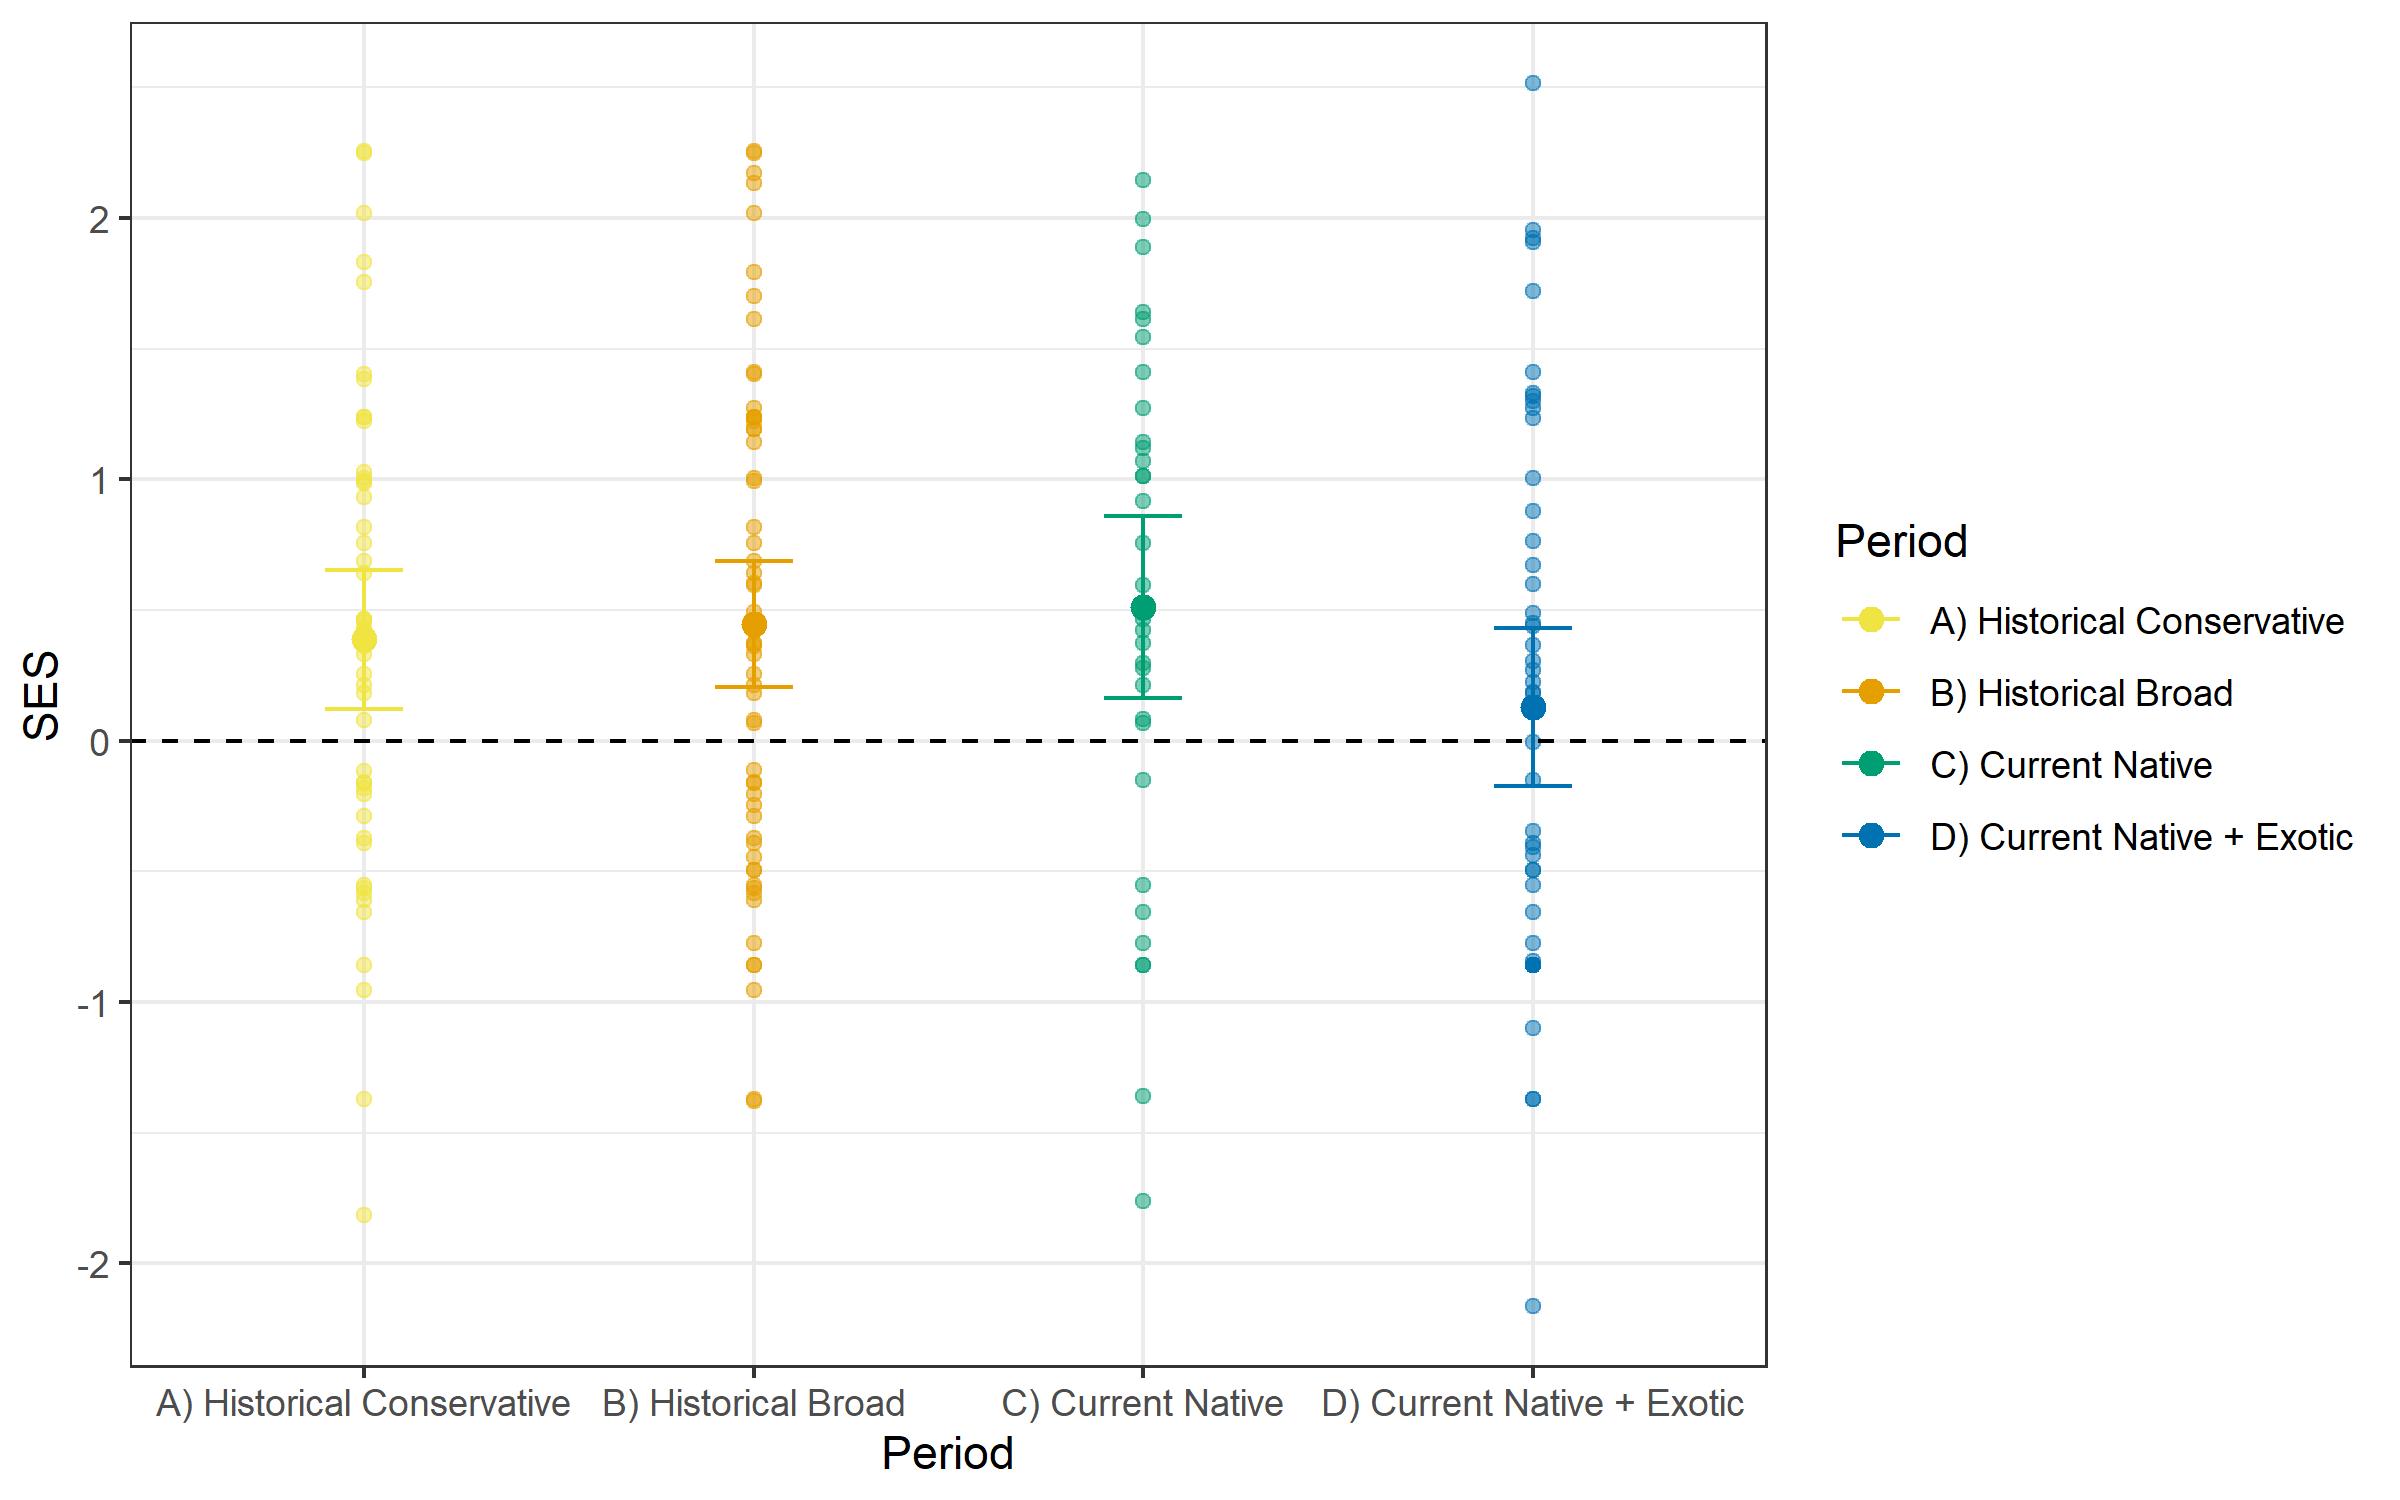 SES
2
1
0
-1
-2
A) Historical Conservative
B) Historical Broad
C) Current Native
D) Current Native + Exotic
Period
Period
A) Historical Conservative
B) Historical Broad
C) Current Native
D) Current Native + Exotic